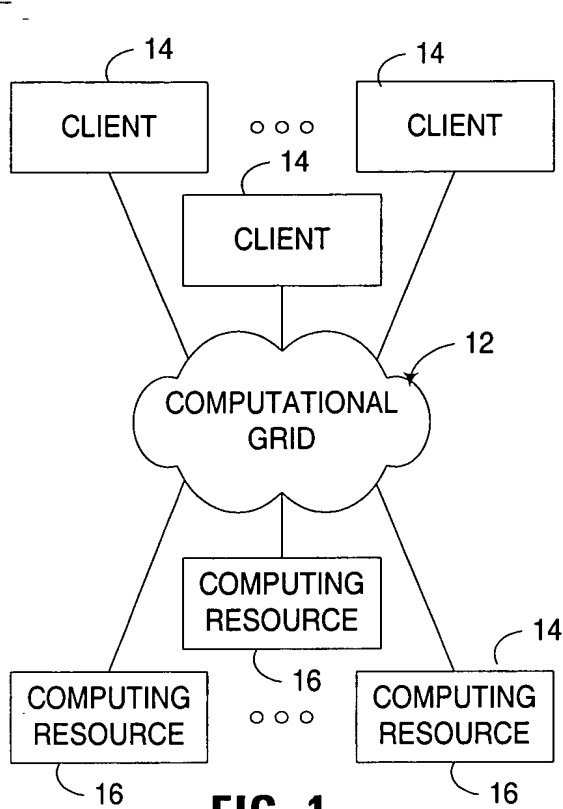 14
14
CLIENT
CLIENT
14
CLIENT
12
COMPUTATIONAL
GRID
COMPUTING
RESOURCE
14
16
COMPUTING
RESOURCE
COMPUTING
RESOURCE
16
16
FIG. 1